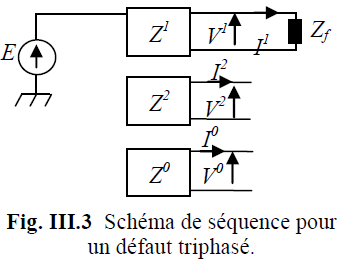 E
Z¹
V¹
I¹
Z_f
Z²
I²
V²
Z⁰
I⁰
V⁰
Fig. III.3 Schéma de séquence pour
un défaut triphasé.